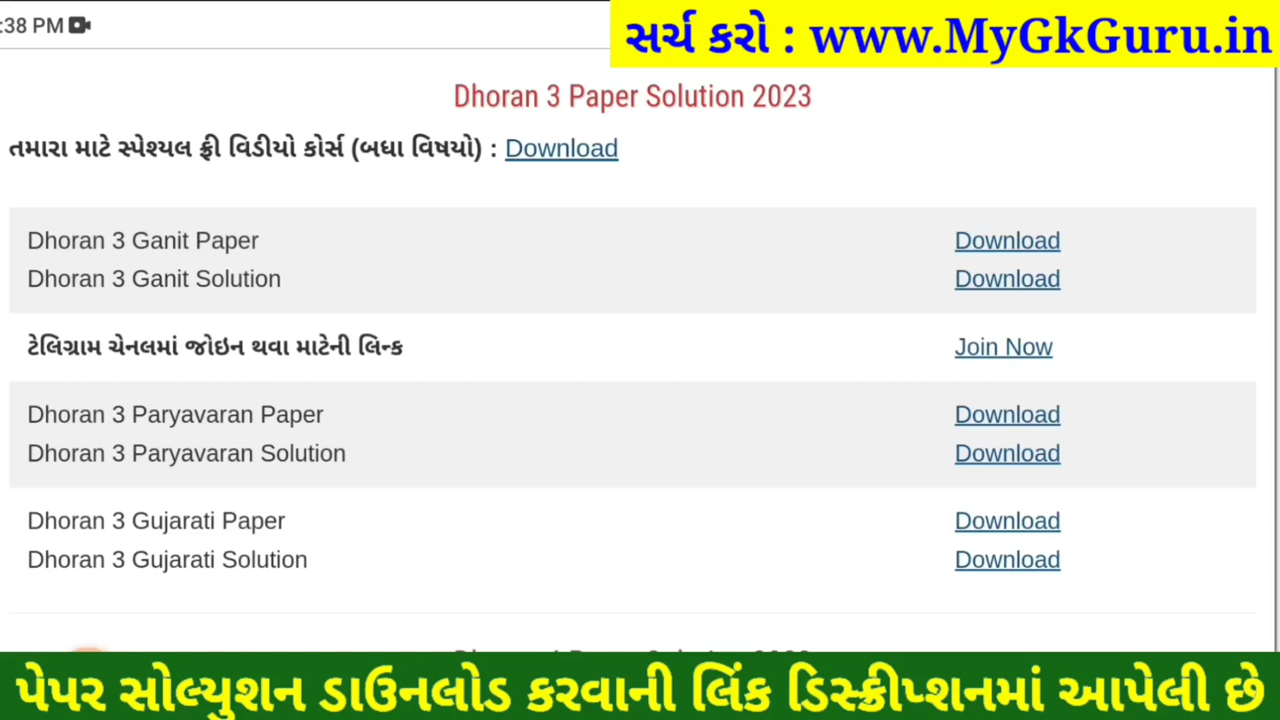 :38 PM
સર્ચ કરો : www.MyGkGuru.in
Dhoran 3 Paper Solution 2023
તમારા માટે સ્પેશ્યલ ફ્રી વિડીયો કોર્સ (બધા વિષયો) : Download
Dhoran 3 Ganit Paper Download
Dhoran 3 Ganit Solution Download
ટેલિગ્રામ ચેનલમાં જોઇન થવા માટેની લિન્ક Join Now
Dhoran 3 Paryavaran Paper Download
Dhoran 3 Paryavaran Solution Download
Dhoran 3 Gujarati Paper Download
Dhoran 3 Gujarati Solution Download
પેપર સોલ્યુશન ડાઉનલોડ કરવાની લિંક ડિસ્ક્રીપ્શનમાં આપેલી છે